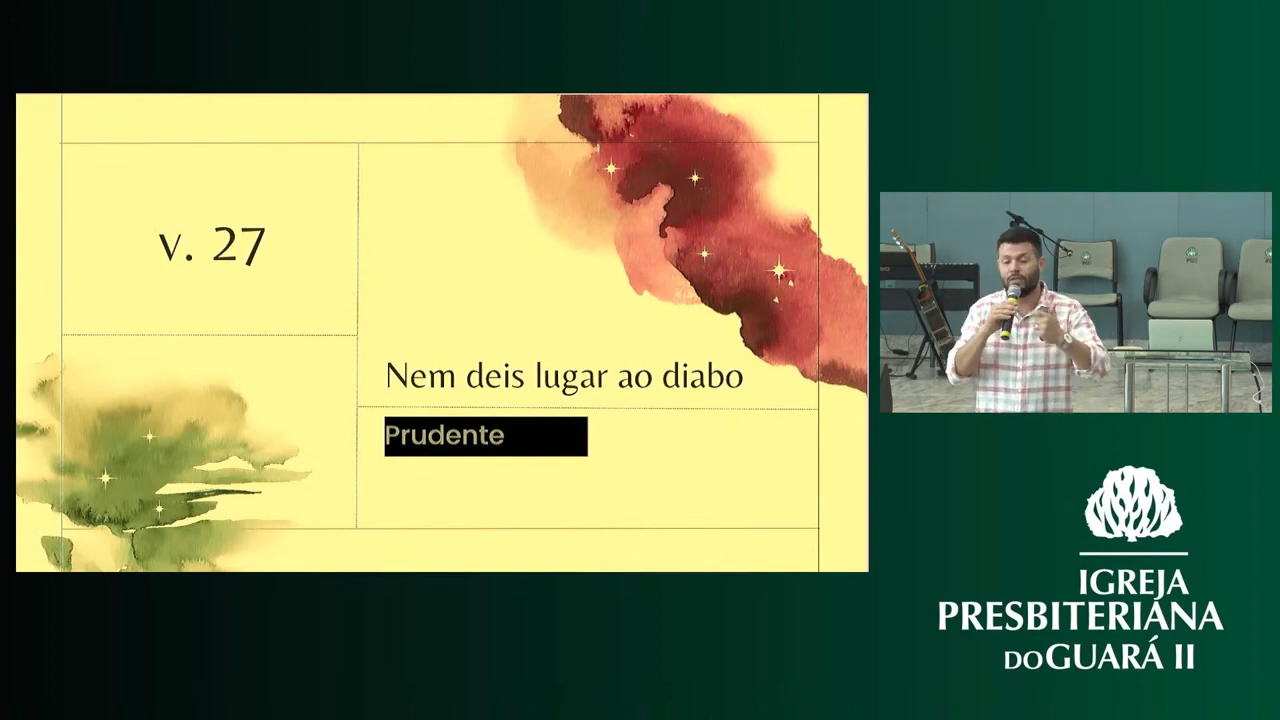 v. 27
Nem deis lugar ao diabo
Prudente
IGREJA
PRESBITERIANA
DO GUARÁ II